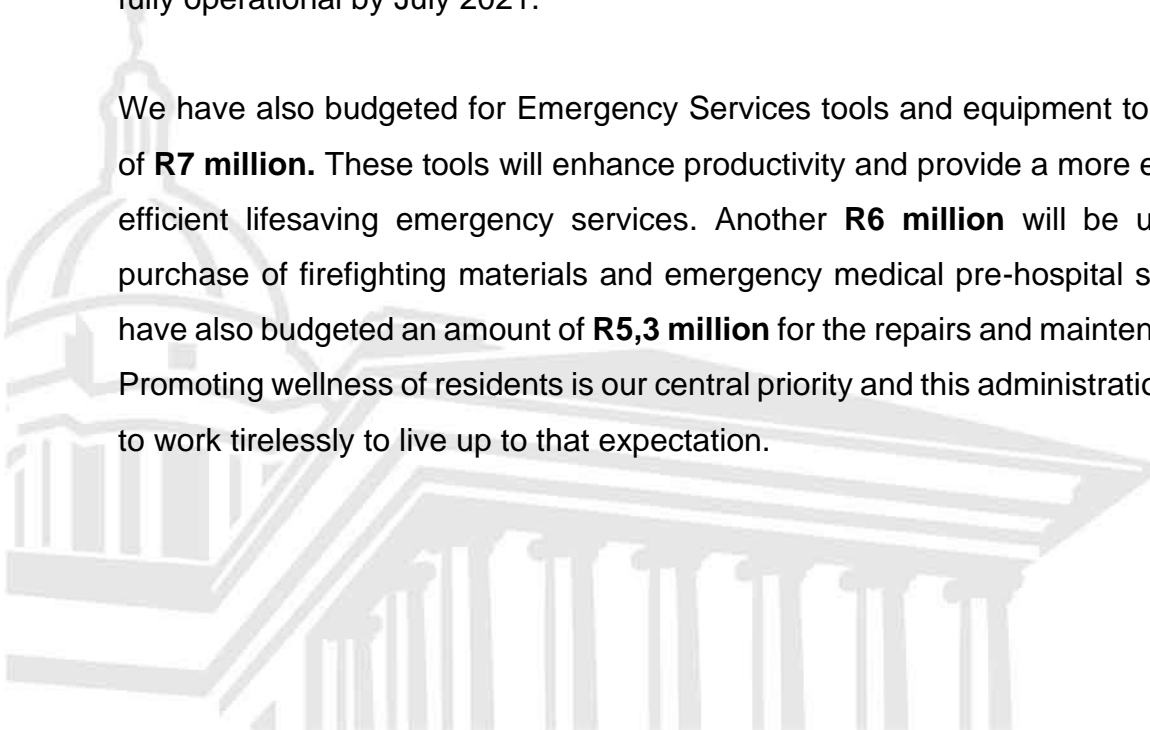 fully operational by July 2021.
We have also budgeted for Emergency Services tools and equipment to
of R7 million. These tools will enhance productivity and provide a more
efficient lifesaving emergency services. Another R6 million will be
purchase of firefighting materials and emergency medical pre-hospital
have also budgeted an amount of R5,3 million for the repairs and
Promoting wellness of residents is our central priority and this
to work tirelessly to live up to that expectation.